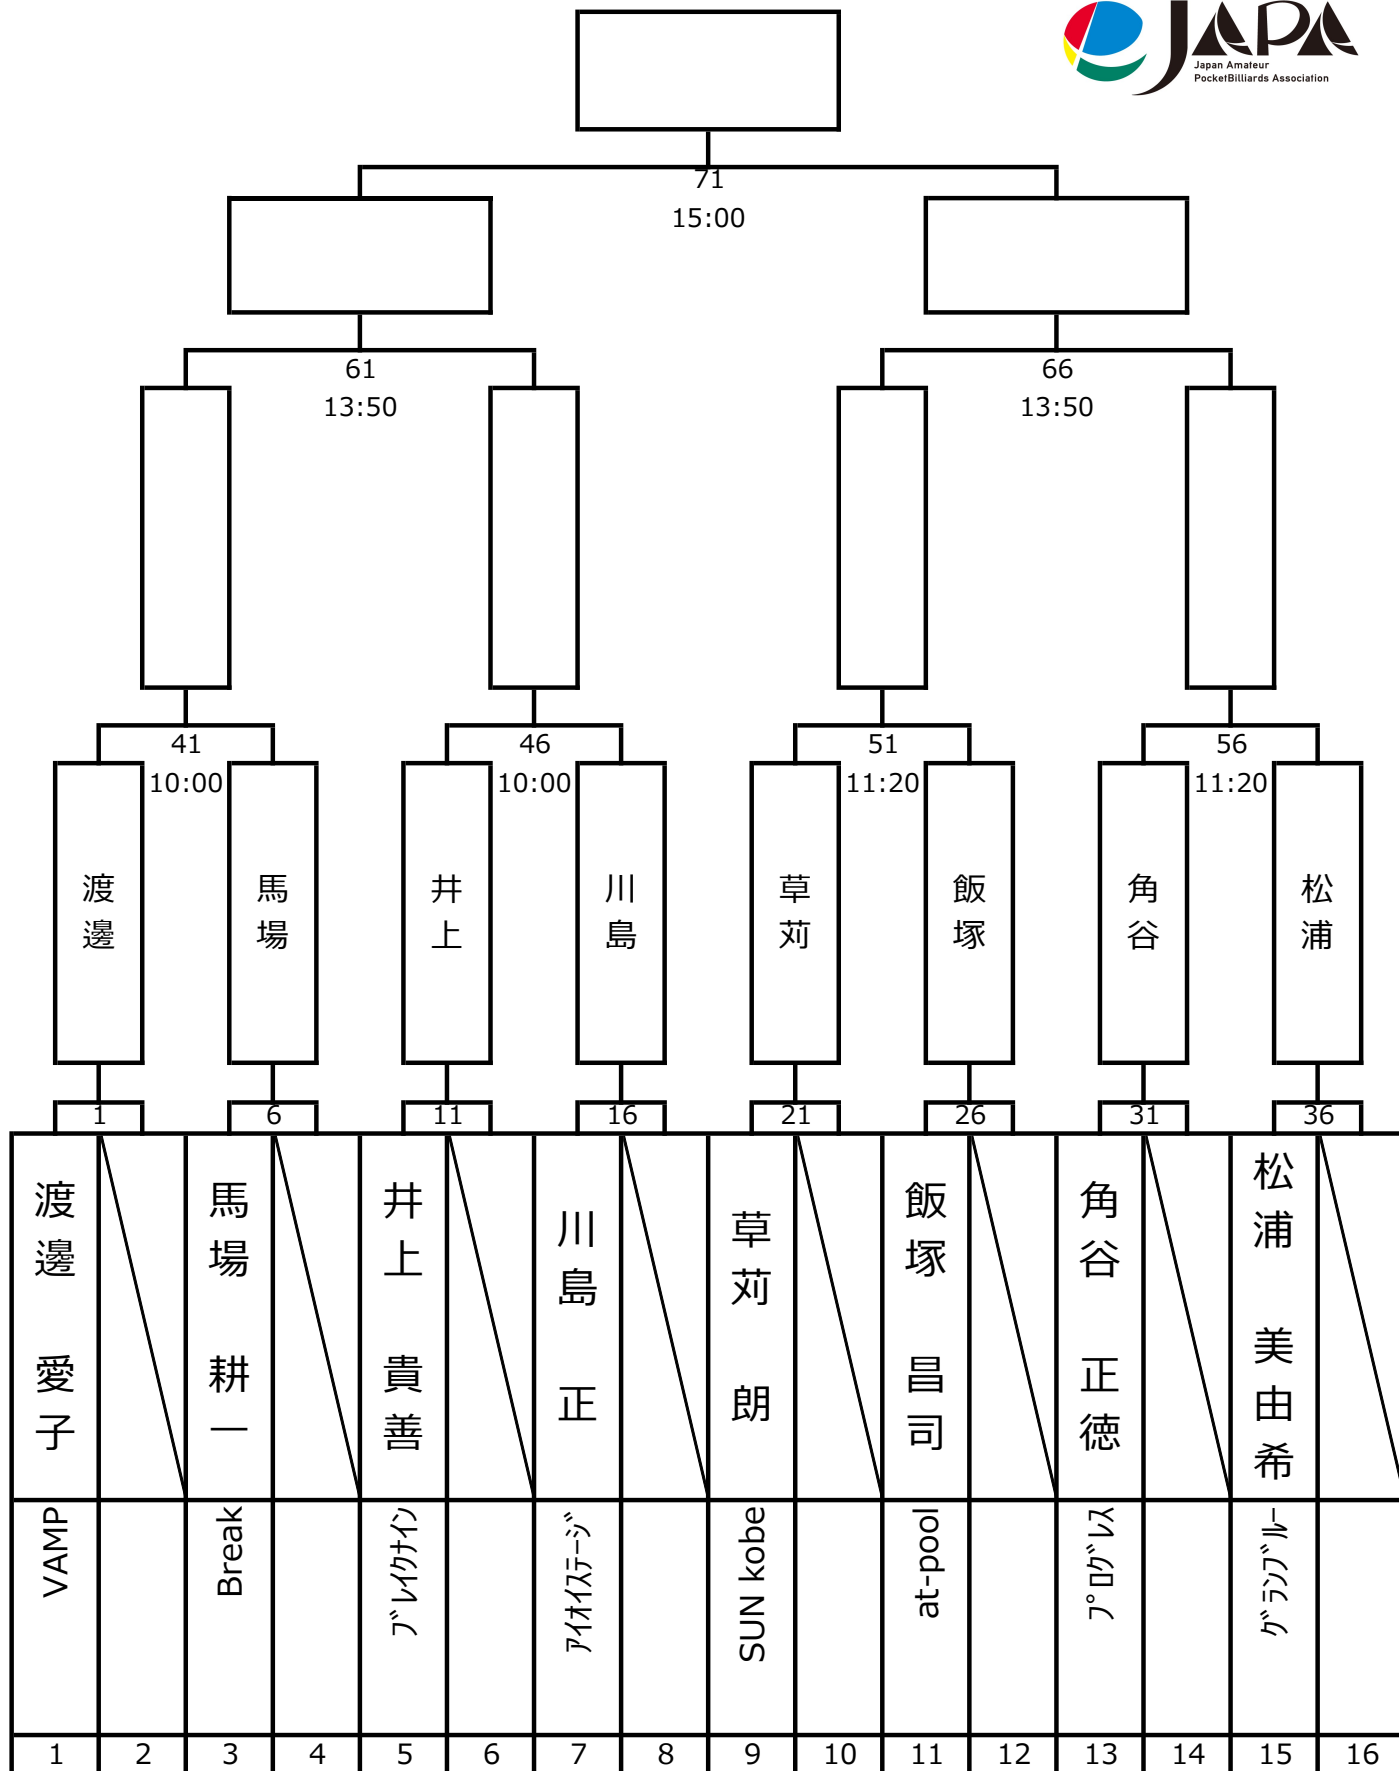 JAPA
Japan Amateur
PocketBilliards Association
71
15:00
61
13:50
66
13:50
41
10:00
46
10:00
51
11:20
56
11:20
渡邊
馬場
井上
川島
草苅
飯塚
角谷
松浦
1
6
11
16
21
26
31
36
渡邊 愛子
馬場 耕一
井上 貴善
川島 正
草苅 朗
飯塚 昌司
角谷 正徳
松浦 美由希
VAMP
Break
ﾌﾞﾚｲｸﾅｲﾝ
ｱｲｵｲｽﾃｰｼﾞ
SUN kobe
at-pool
ﾌﾟﾛｸﾞﾚｽ
ｸﾞﾗﾝﾌﾞﾙｰ
1 2 3 4 5 6 7 8 9 10 11 12 13 14 15 16